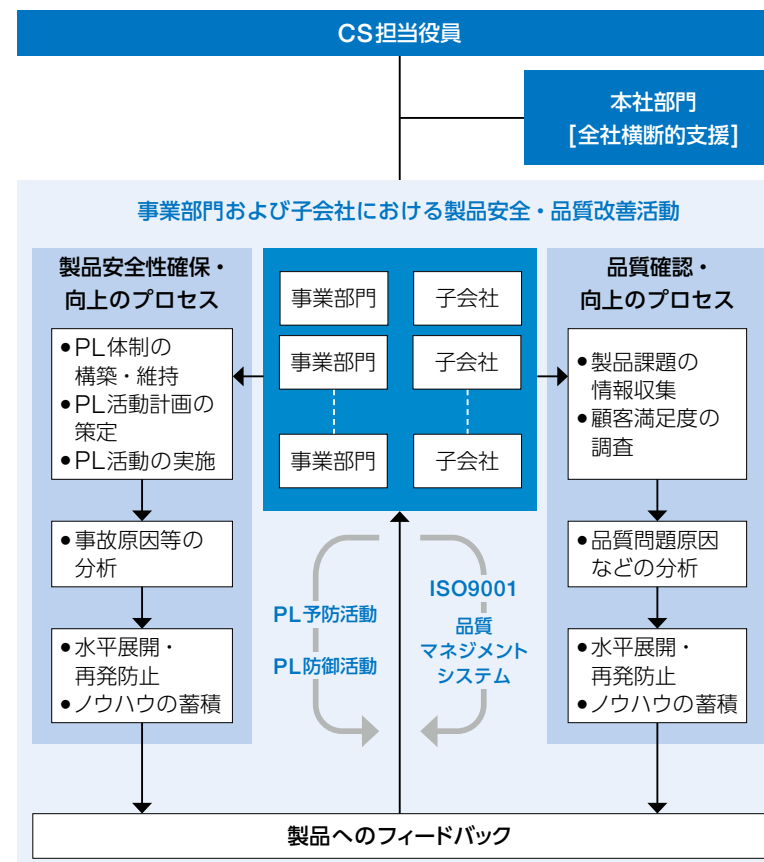 CS担当役員
本社部門
[全社横断的支援]
事業部門および子会社における製品安全・品質改善活動
製品安全性確保・
向上のプロセス
●PL体制の
構築・維持
●PL活動計画の
策定
●PL活動の実施
●事故原因等の
分析
●水平展開・
再発防止
●ノウハウの蓄積
事業部門
子会社
事業部門
子会社
事業部門
子会社
PL予防活動
PL防御活動
ISO9001
品質
マネジメント
システム
品質確認・
向上のプロセス
●製品課題の
情報収集
●顧客満足度の
調査
●品質問題原因
などの分析
●水平展開・
再発防止
●ノウハウの蓄積
製品へのフィードバック